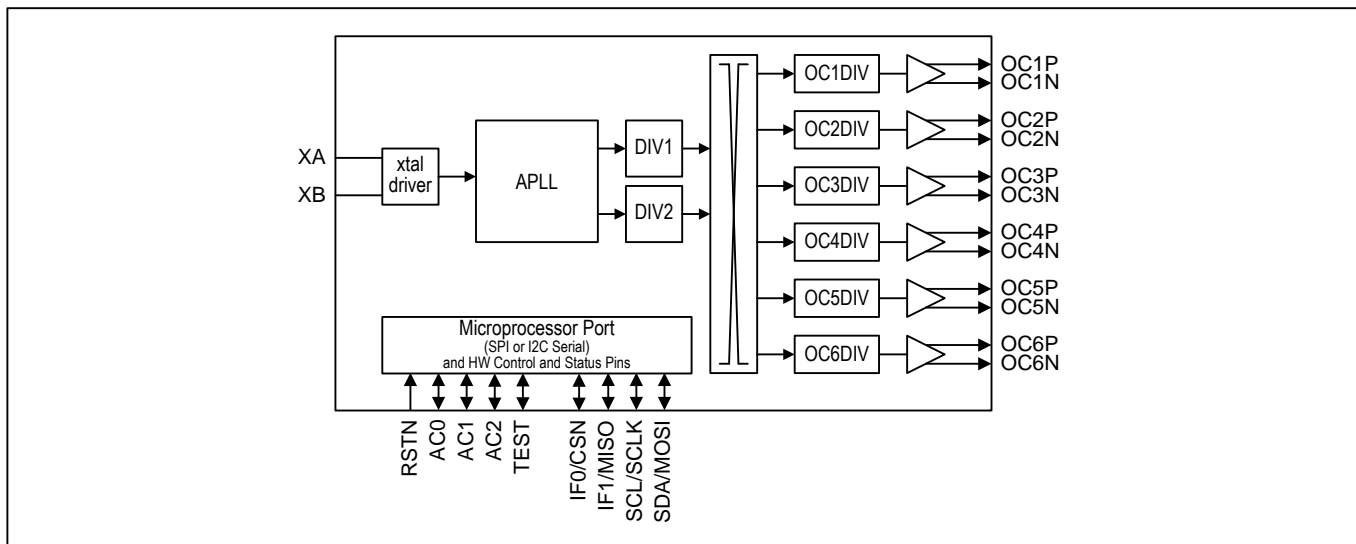 XA
XB
xtal
driver
APLL
DIV1
DIV2
OC1DIV
OC2DIV
OC3DIV
OC4DIV
OC5DIV
OC6DIV
OC1P
OC1N
OC2P
OC2N
OC3P
OC3N
OC4P
OC4N
OC5P
OC5N
OC6P
OC6N
Microprocessor Port
(SPI or I2C Serial)
and HW Control and Status Pins
RSTN
AC0
AC1
AC2
TEST
IF0/CSN
IF1/MISO
SCL/SCLK
SDA/MOSI